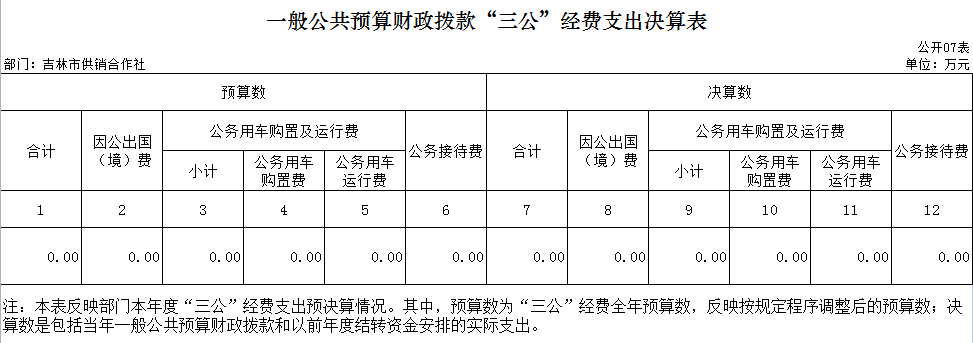 一般公共预算财政拨款“三公”经费支出决算表
公开07表
部门：吉林市供销合作社 单位：万元
预算数 决算数
合计 因公出国（境）费 公务用车购置及运行费 公务接待费 合计 因公出国（境）费 公务用车购置及运行费 公务接待费
小计 公务用车购置费 公务用车运行费 小计 公务用车购置费 公务用车运行费
1 2 3 4 5 6 7 8 9 10 11 12
0.00 0.00 0.00 0.00 0.00 0.00 0.00 0.00 0.00 0.00 0.00 0.00
注：本表反映部门本年度“三公”经费支出预决算情况。其中，预算数为“三公”经费全年预算数，反映按规定程序调整后的预算数；决
算数是包括当年一般公共预算财政拨款和以前年度结转资金安排的实际支出。